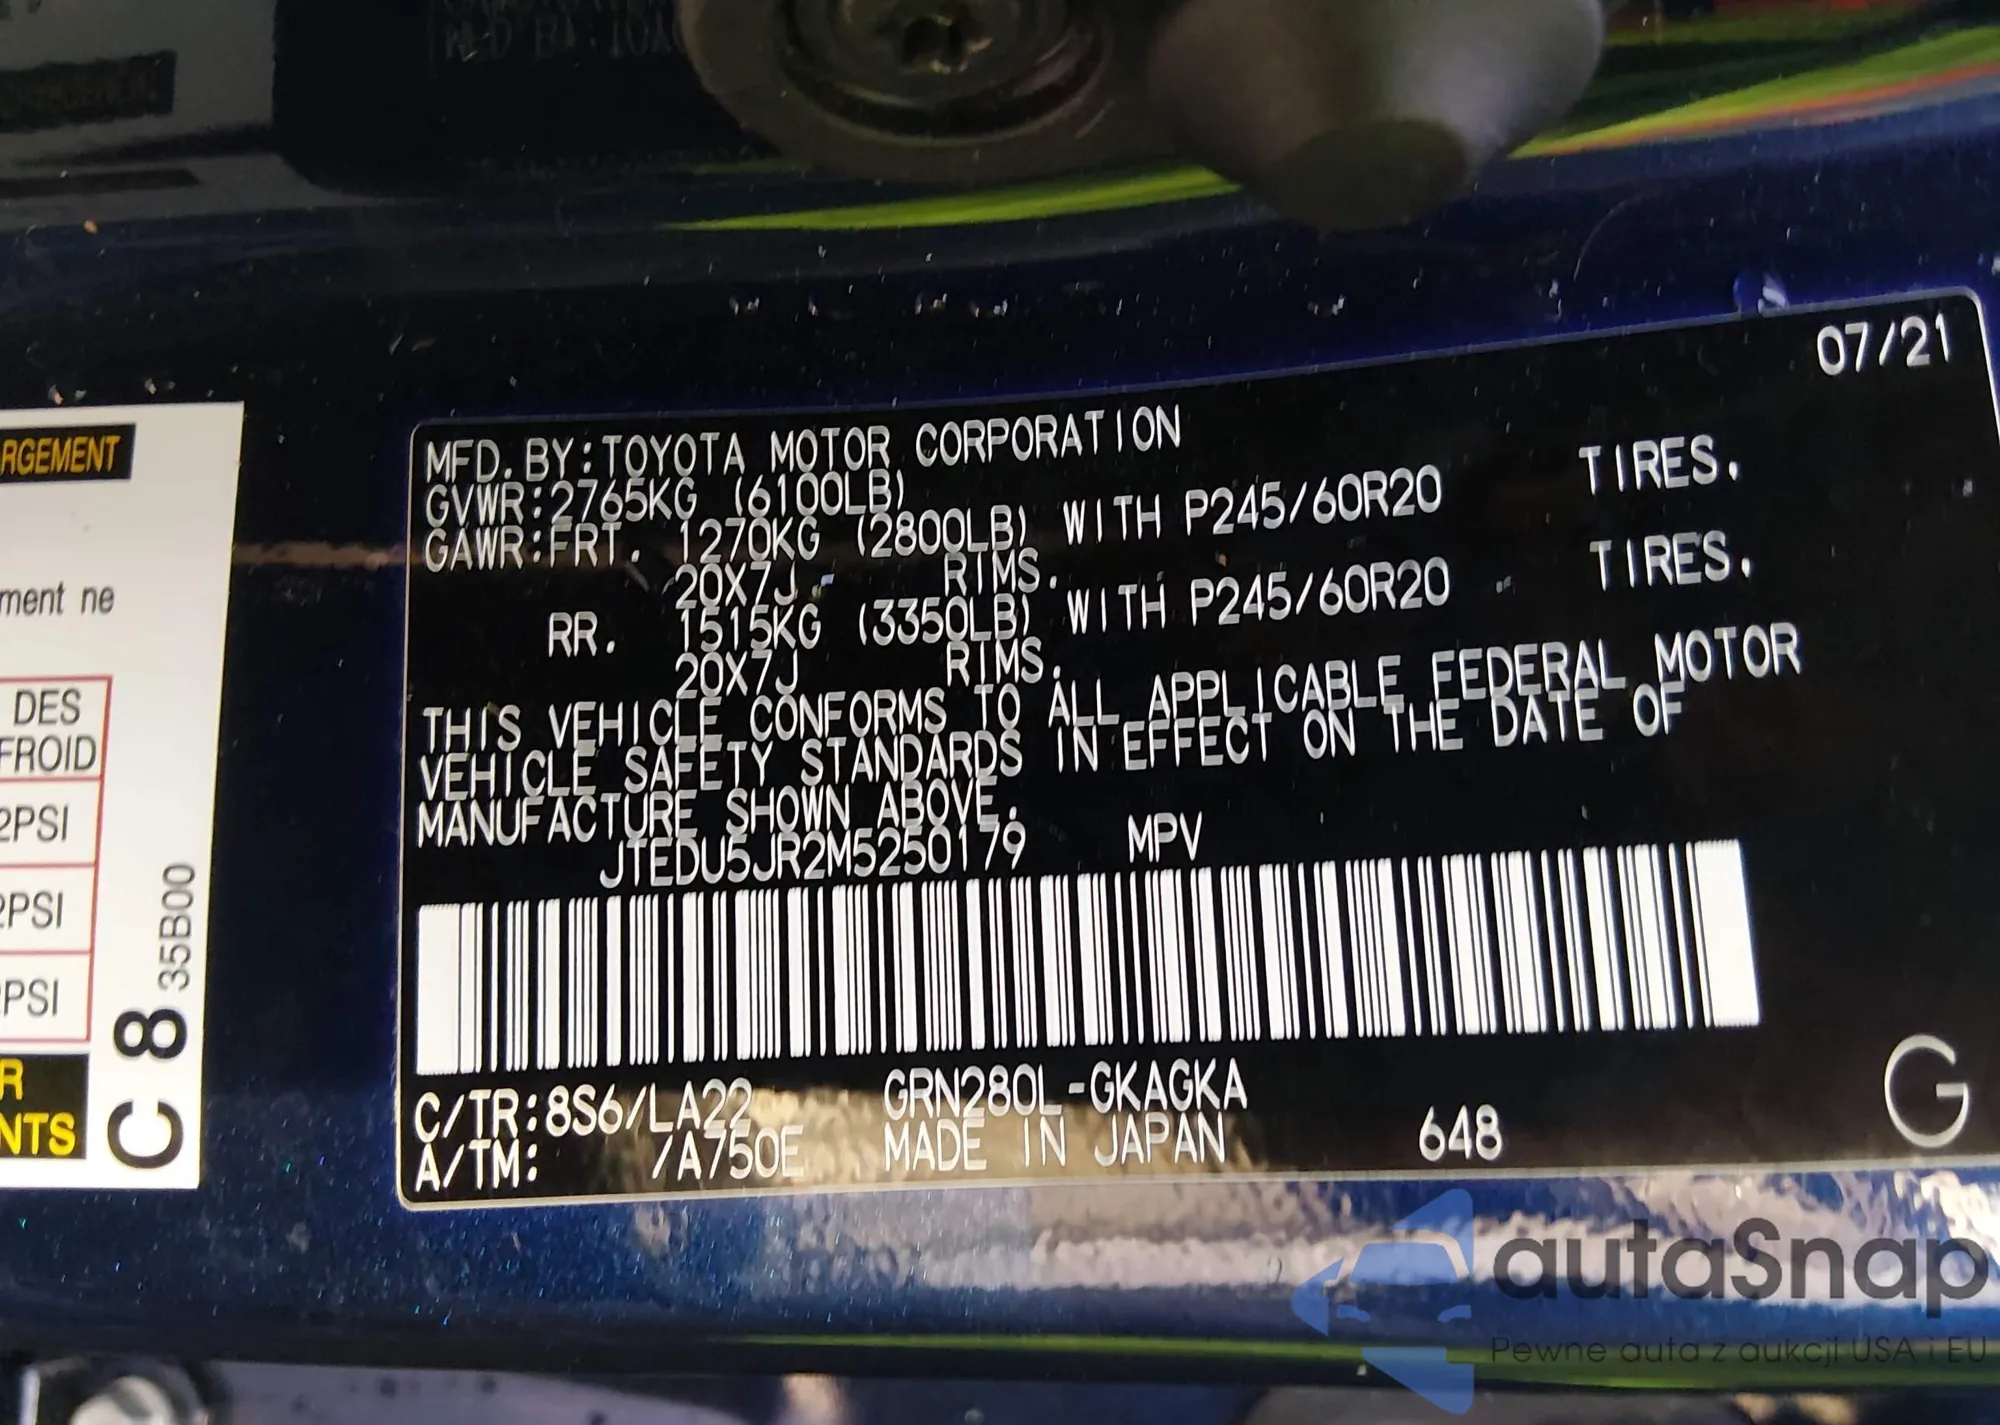 07/21
MFD. BY: TOYOTA MOTOR CORPORATION
GVWR: 2765KG (6100LB)
GAWR: FRT. 1270KG (2800LB) WITH P245/60R20 TIRES.
20X7J RIMS.
RR. 1515KG (3350LB) WITH P245/60R20 TIRES.
20X7J RIMS.
THIS VEHICLE CONFORMS TO ALL APPLICABLE FEDERAL MOTOR
VEHICLE SAFETY STANDARDS IN EFFECT ON THE DATE OF
MANUFACTURE SHOWN ABOVE.
JTEDU5JR2M5250179 MPV
C/TR: 8S6/LA22 GRN280L-GKAGKA
A/TM: /A750E MADE IN JAPAN 648
G
RGEMENT
ment ne
DES
FROID
2PSI
2PSI
PSI
R
NTS
C8 35B00
autaSnap
Pewne auta z aukcji USA i EU